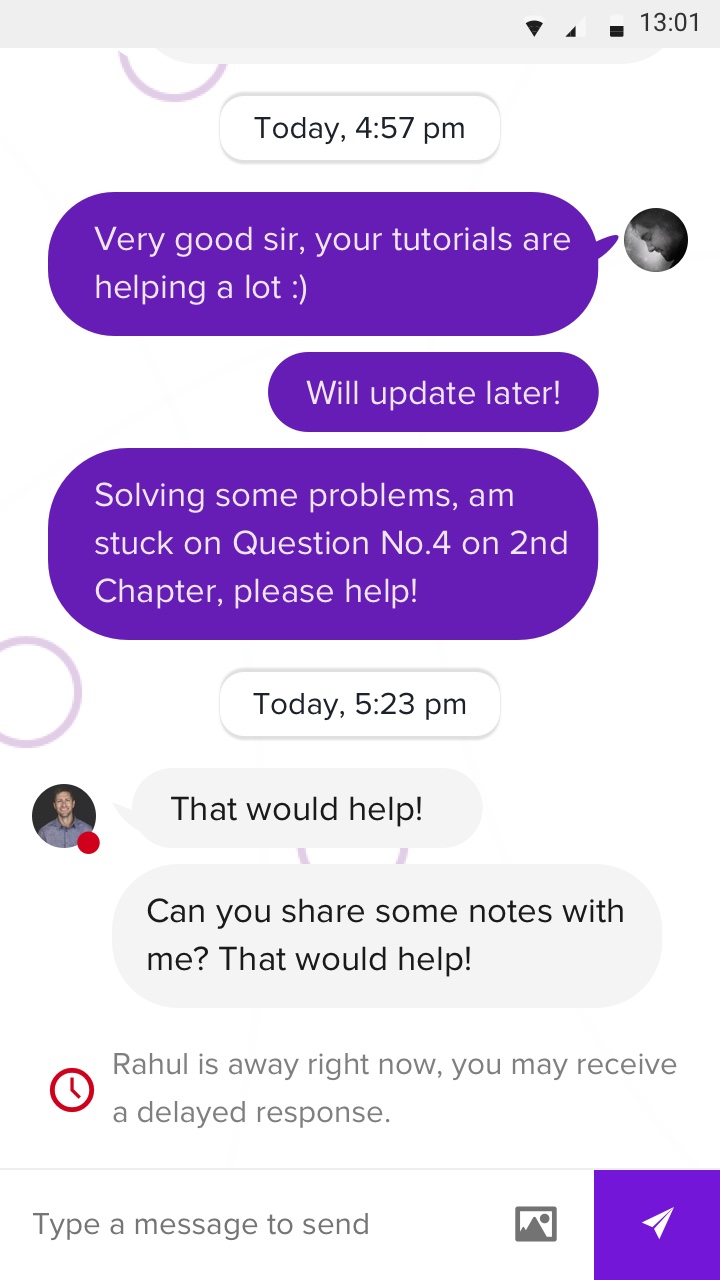 13:01
Today, 4:57 pm
Very good sir, your tutorials are
helping a lot :)
Will update later!
Solving some problems, am
stuck on Question No.4 on 2nd
Chapter, please help!
Today, 5:23 pm
That would help!
Can you share some notes with
me? That would help!
Rahul is away right now, you may receive
a delayed response.
Type a message to send